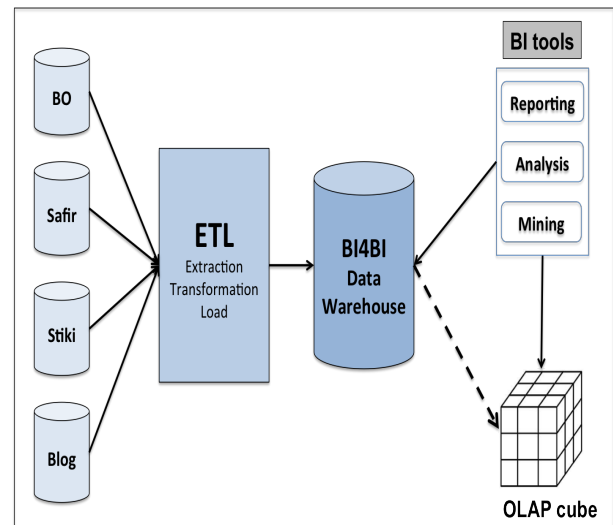 BO
Safir
Stiki
Blog
ETL
Extraction
Transformation
Load
BI4BI
Data
Warehouse
BI tools
Reporting
Analysis
Mining
OLAP cube